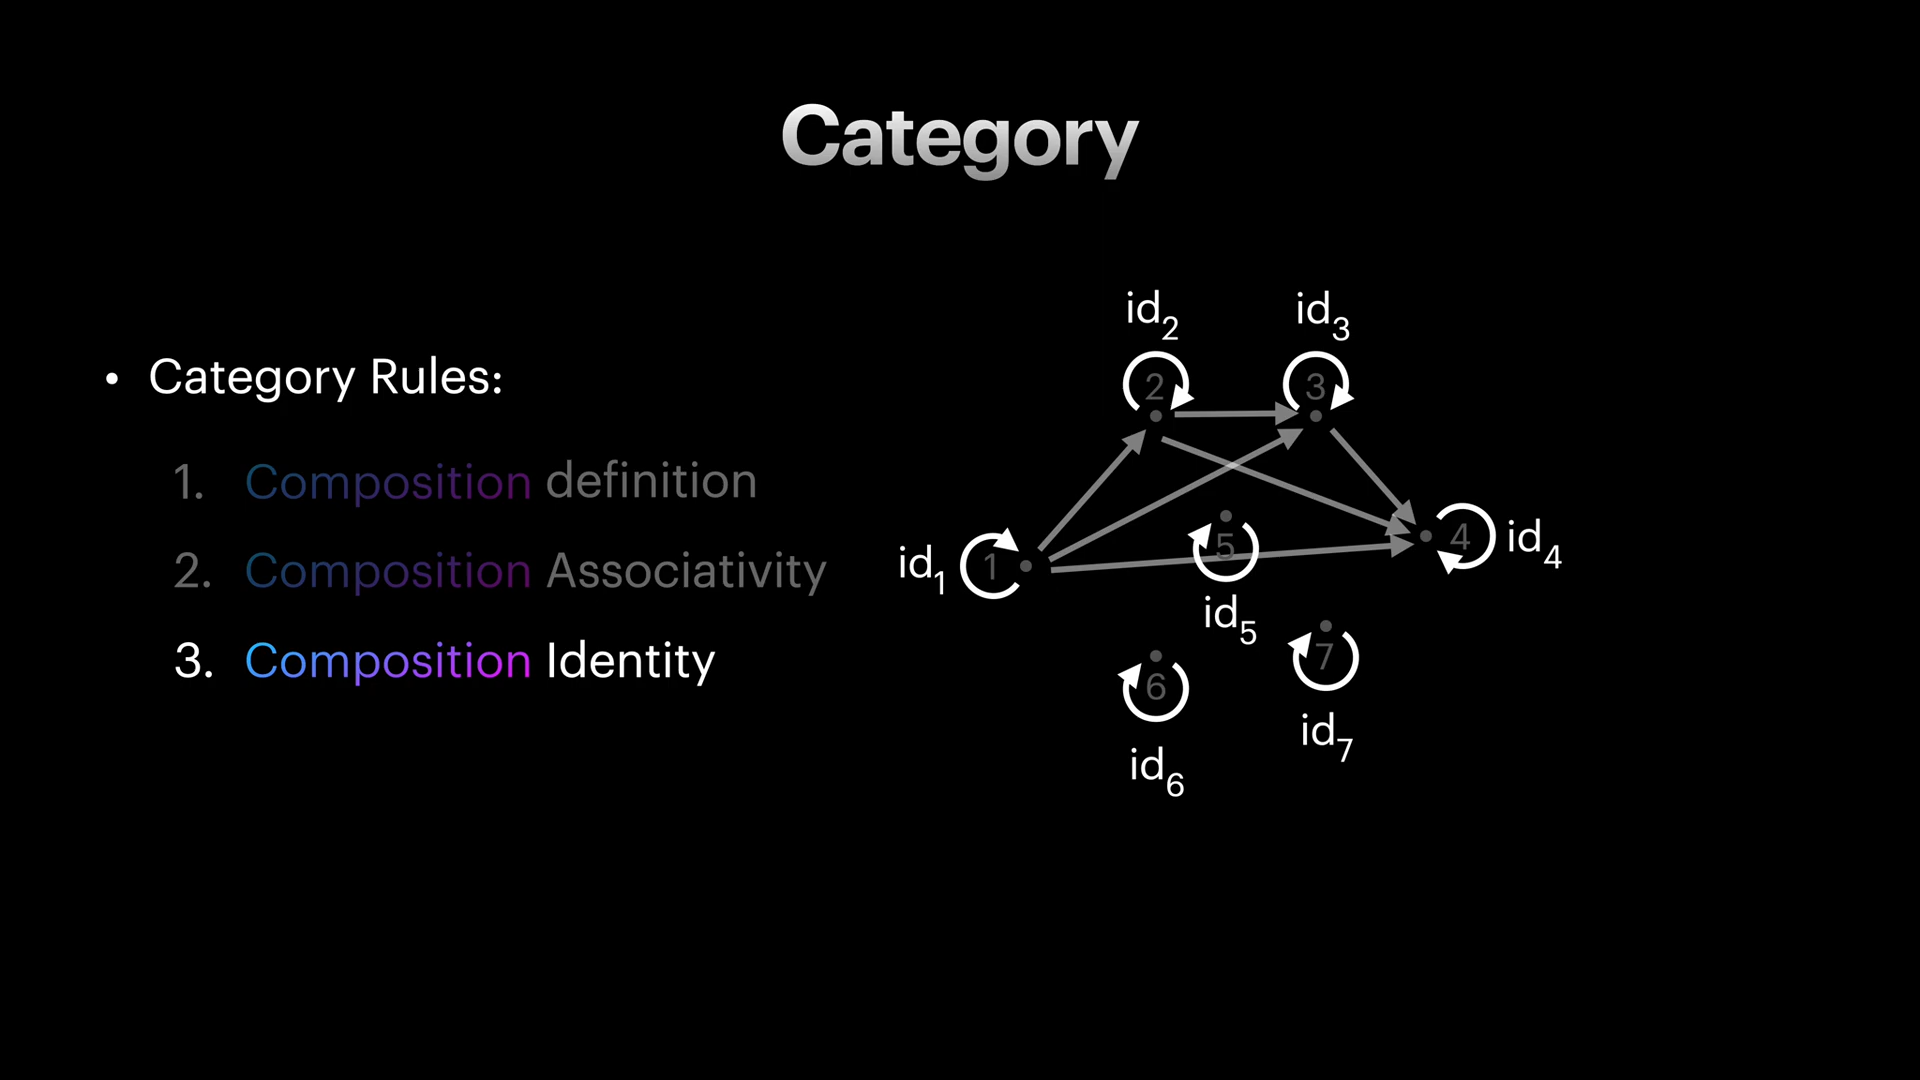 Category
• Category Rules:
1. Composition definition
2. Composition Associativity
3. Composition Identity
id2
id3
2
3
id1
1
5
4
id4
id5
7
6
id7
id6